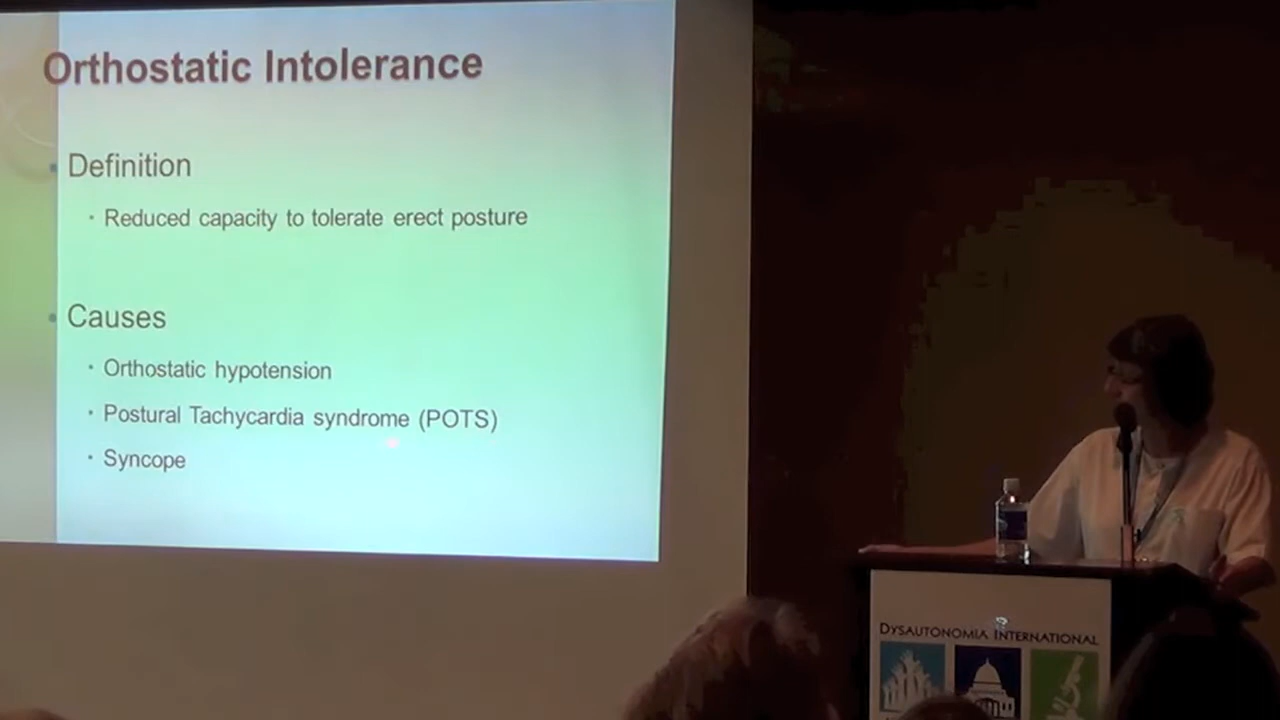 Orthostatic Intolerance
Definition
Reduced capacity to tolerate erect posture
Causes
Orthostatic hypotension
Postural Tachycardia syndrome (POTS)
Syncope
DYSAUTONOMIA INTERNATIONAL